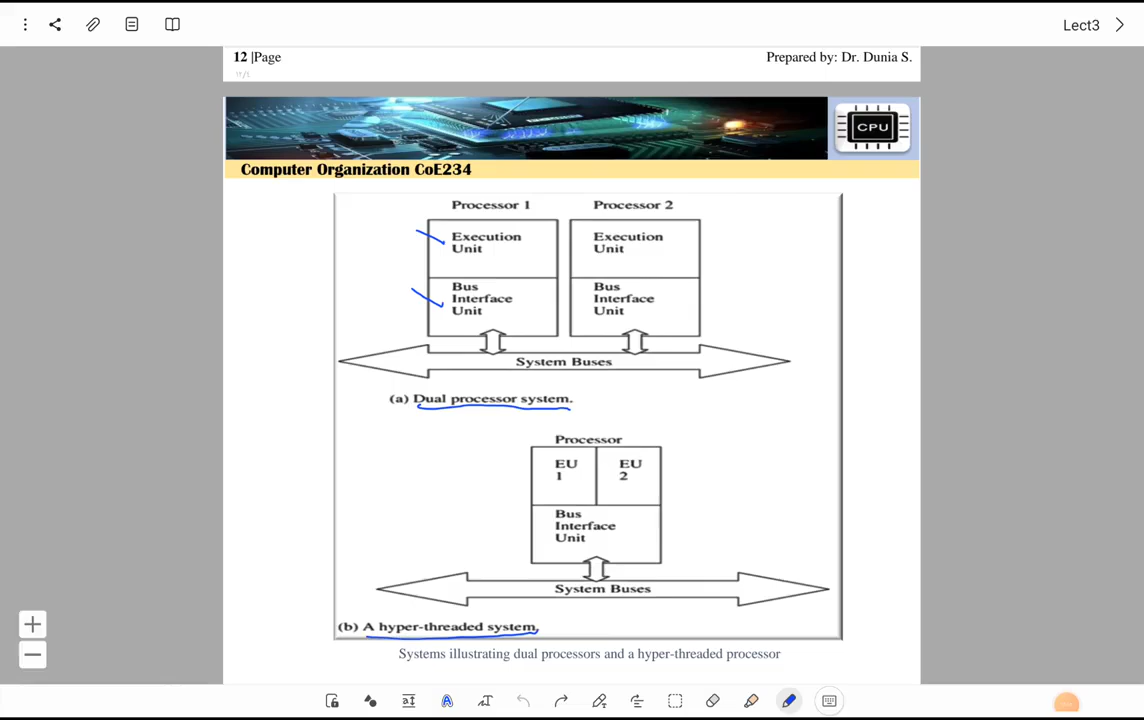 Lect3
12 |Page
Prepared by: Dr. Dunia S.
١٢/٤
CPU
Computer Organization CoE234
Processor 1
Processor 2
Execution
Unit
Execution
Unit
Bus
Interface
Unit
Bus
Interface
Unit
System Buses
(a) Dual processor system.
Processor
EU
1
EU
2
Bus
Interface
Unit
System Buses
(b) A hyper-threaded system,
Systems illustrating dual processors and a hyper-threaded processor